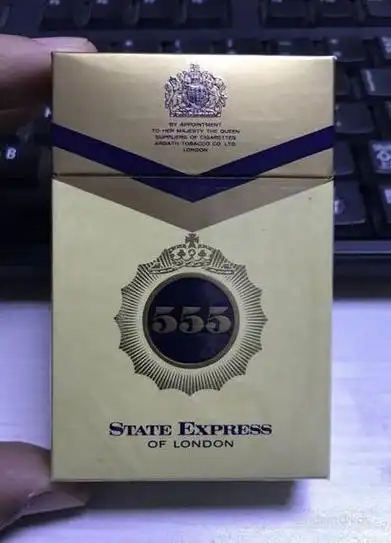 BY APPOINTMENT
TO HER MAJESTY THE QUEEN
SUPPLIERS OF CIGARETTES
ARDATH TOBACCO CO LTD
LONDON
555
STATE EXPRESS
OF LONDON
B